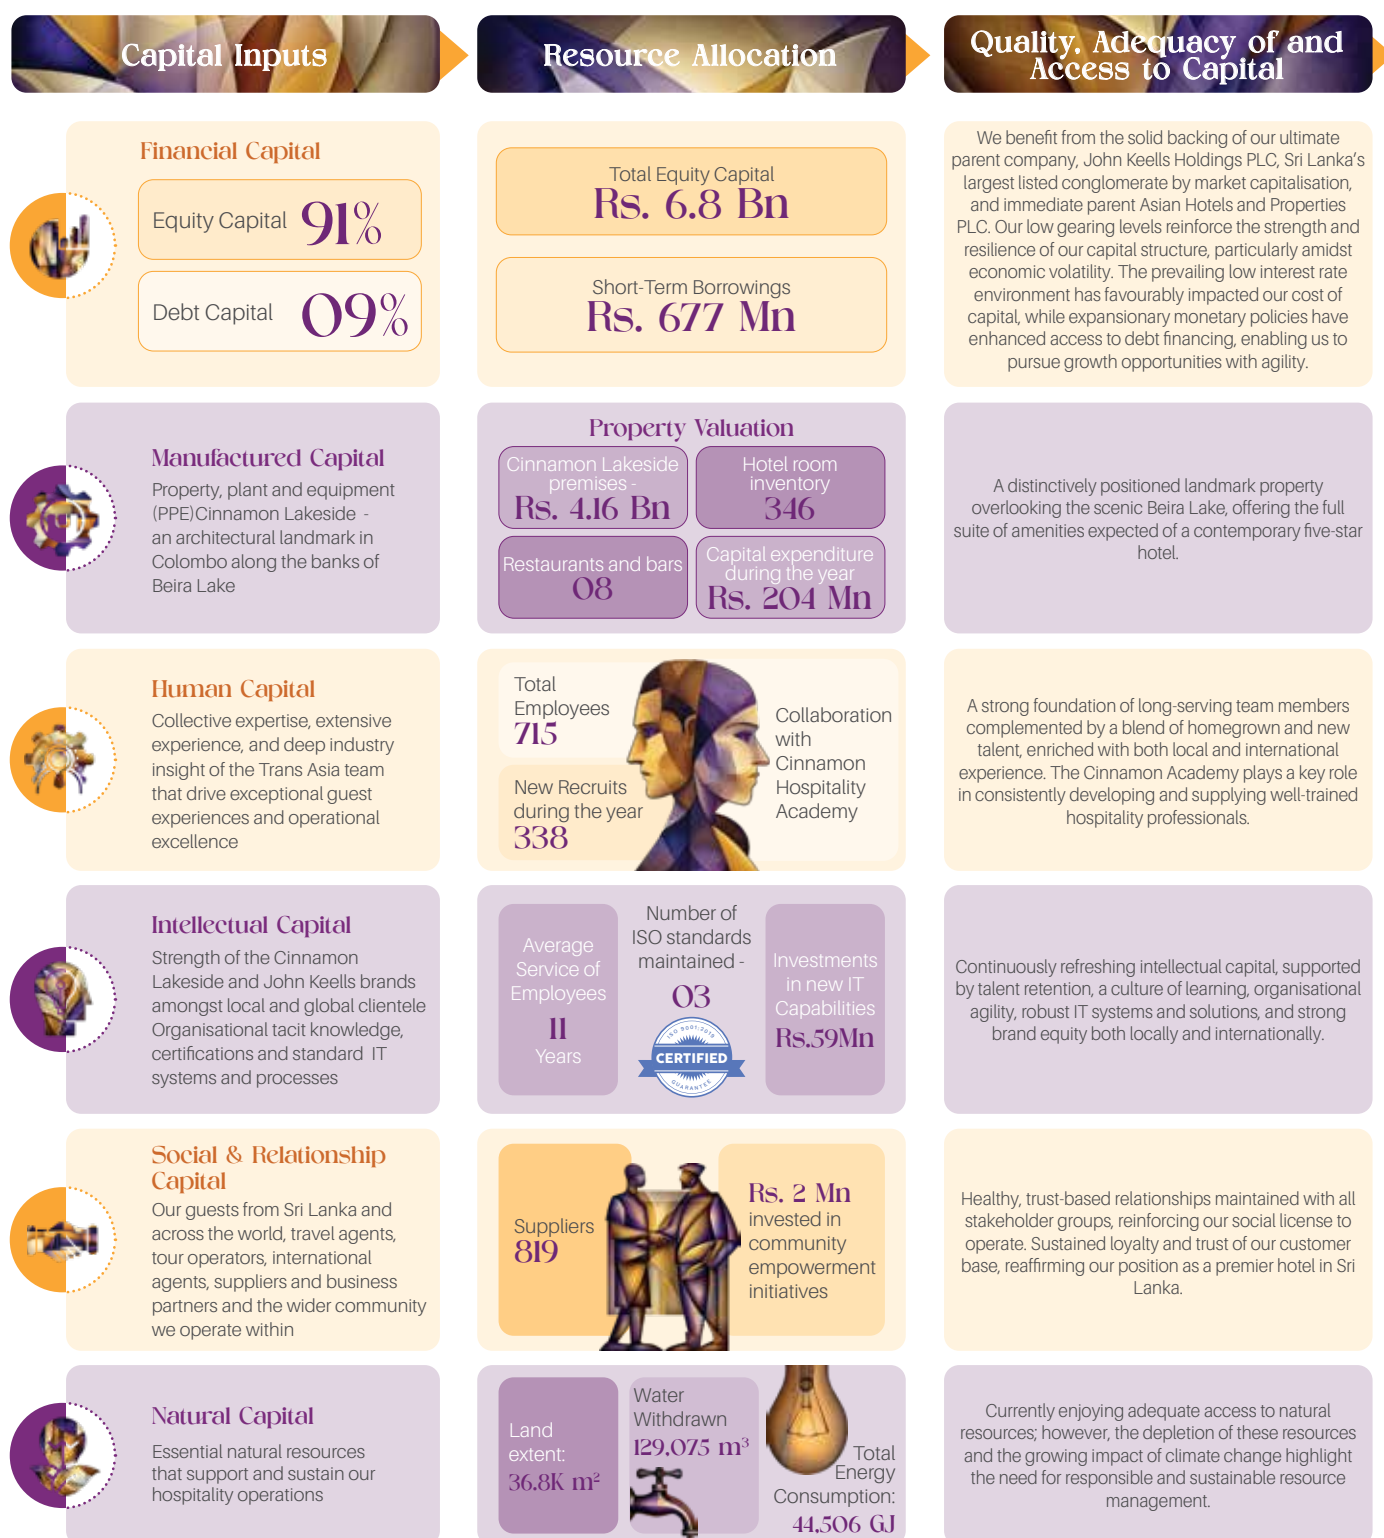 Capital Inputs
Resource Allocation
Quality, Adequacy of and
Access to Capital
Financial Capital
Equity Capital 91%
Debt Capital 09%
Total Equity Capital
Rs. 6.8 Bn
Short-Term Borrowings
Rs. 677 Mn
We benefit from the solid backing of our ultimate
parent company, John Keells Holdings PLC, Sri Lanka's
largest listed conglomerate by market capitalisation,
and immediate parent Asian Hotels and Properties
PLC. Our low gearing levels reinforce the strength and
resilience of our capital structure, particularly amidst
economic volatility. The prevailing low interest rate
environment has favourably impacted our cost of
capital, while expansionary monetary policies have
enhanced access to debt financing, enabling us to
pursue growth opportunities with agility.
Manufactured Capital
Property, plant and equipment
(PPE)Cinnamon Lakeside -
an architectural landmark in
Colombo along the banks of
Beira Lake
Property Valuation
Cinnamon Lakeside
premises -
Rs. 4.16 Bn
Hotel room
inventory
346
Restaurants and bars
08
Capital expenditure
during the year
Rs. 204 Mn
A distinctively positioned landmark property
overlooking the scenic Beira Lake, offering the full
suite of amenities expected of a contemporary five-star
hotel.
Human Capital
Collective expertise, extensive
experience, and deep industry
insight of the Trans Asia team
that drive exceptional guest
experiences and operational
excellence
Total
Employees
715
New Recruits
during the year
338
Collaboration
with
Cinnamon
Hospitality
Academy
A strong foundation of long-serving team members
complemented by a blend of homegrown and new
talent, enriched with both local and international
experience. The Cinnamon Academy plays a key role
in consistently developing and supplying well-trained
hospitality professionals.
Intellectual Capital
Strength of the Cinnamon
Lakeside and John Keells brands
amongst local and global clientele
Organisational tacit knowledge,
certifications and standard IT
systems and processes
Average
Service of
Employees
11
Years
Number of
ISO standards
maintained -
03
ISO 9001:2015
CERTIFIED
GUARANTEE
Investments
in new IT
Capabilities
Rs.59Mn
Continuously refreshing intellectual capital, supported
by talent retention, a culture of learning, organisational
agility, robust IT systems and solutions, and strong
brand equity both locally and internationally.
Social & Relationship
Capital
Our guests from Sri Lanka and
across the world, travel agents,
tour operators, international
agents, suppliers and business
partners and the wider community
we operate within
Suppliers
819
Rs. 2 Mn
invested in
community
empowerment
initiatives
Healthy, trust-based relationships maintained with all
stakeholder groups, reinforcing our social license to
operate. Sustained loyalty and trust of our customer
base, reaffirming our position as a premier hotel in Sri
Lanka.
Natural Capital
Essential natural resources
that support and sustain our
hospitality operations
Land
extent:
36.8K m²
Water
Withdrawn
129,075 m³
Total
Energy
Consumption:
44,506 GJ
Currently enjoying adequate access to natural
resources; however, the depletion of these resources
and the growing impact of climate change highlight
the need for responsible and sustainable resource
management.